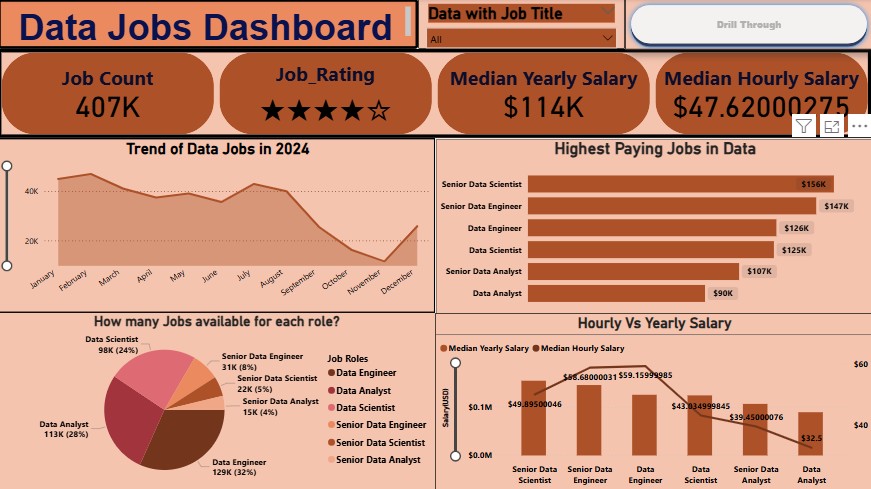 Data Jobs Dashboard
Data with Job Title
All
Drill Through
Job Count
407K
Job_Rating
★★★★☆
Median Yearly Salary
$114K
Median Hourly Salary
$47.62000275
Trend of Data Jobs in 2024
40K
20K
January
February
March
April
May
June
July
August
September
October
November
December
Highest Paying Jobs in Data
Senior Data Scientist $156K
Senior Data Engineer $147K
Data Engineer $126K
Data Scientist $125K
Senior Data Analyst $107K
Data Analyst $90K
How many Jobs available for each role?
Data Scientist
98K (24%)
Senior Data Engineer
31K (8%)
Senior Data Scientist
22K (5%)
Senior Data Analyst
15K (4%)
Data Analyst
113K (28%)
Data Engineer
129K (32%)
Job Roles
Data Engineer
Data Analyst
Data Scientist
Senior Data Engineer
Senior Data Scientist
Senior Data Analyst
Hourly Vs Yearly Salary
Median Yearly Salary Median Hourly Salary
Salary(USD)
$0.1M
$0.0M
$60
$40
$49.89500046
$58.68000031
$59.15999985
$43.034999845
$39.45000076
$32.5
Senior Data
Scientist
Senior Data
Engineer
Data
Engineer
Data
Scientist
Senior Data
Analyst
Data
Analyst